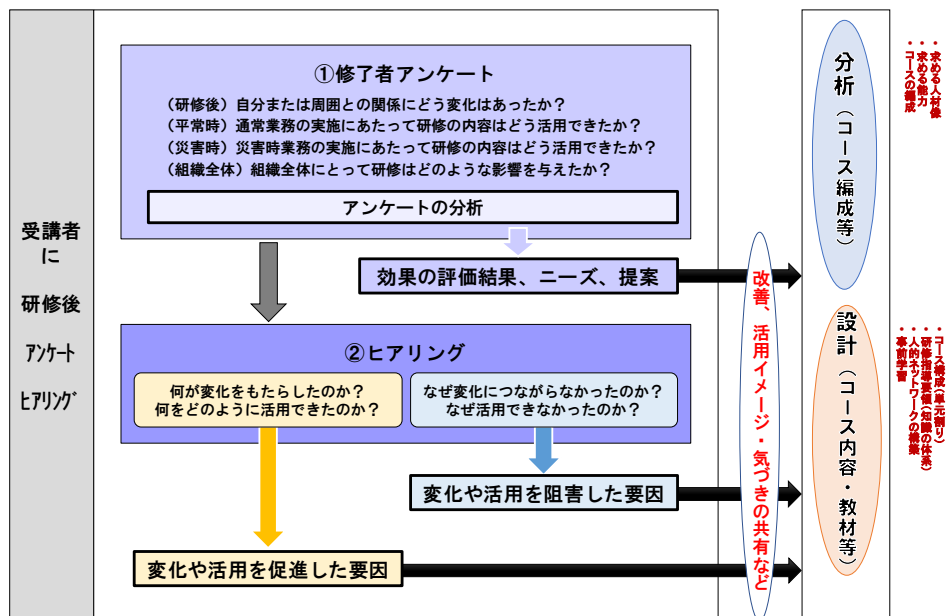 受講者
に
研修後
アンケート
ヒアリング
①修了者アンケート
（研修後）自分または周囲との関係にどう変化はあったか？
（平常時）通常業務の実施にあたって研修の内容はどう活用できたか？
（災害時）災害時業務の実施にあたって研修の内容はどう活用できたか？
（組織全体）組織全体にとって研修はどのような影響を与えたか？
アンケートの分析
効果の評価結果、ニーズ、提案
②ヒアリング
何が変化をもたらしたのか？
何をどのように活用できたのか？
なぜ変化につながらなかったのか？
なぜ活用できなかったのか？
変化や活用を阻害した要因
変化や活用を促進した要因
改善、活用イメージ・気づきの共有など
分析（コース編成等）
設計（コース内容・教材等）
・求める人材像
・求める能力
・コースの編成
・コース構成（単元割り）
・研修指導要領（知識の体系）
・人的ネットワークの構築
・事前学習